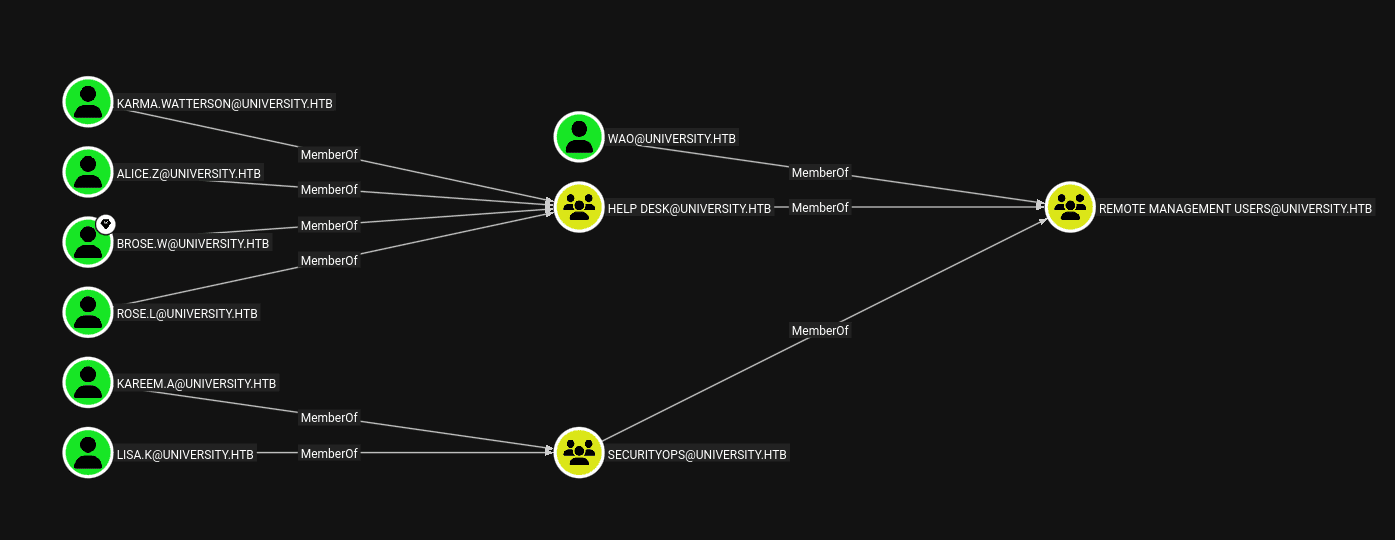 KARMA.WATTERSON@UNIVERSITY.HTB
MemberOf
ALICE.Z@UNIVERSITY.HTB
MemberOf
BROSE.W@UNIVERSITY.HTB
MemberOf
ROSE.L@UNIVERSITY.HTB
MemberOf
KAREEM.A@UNIVERSITY.HTB
MemberOf
LISA.K@UNIVERSITY.HTB
MemberOf
WAO@UNIVERSITY.HTB
MemberOf
HELP DESK@UNIVERSITY.HTB
MemberOf
SECURITYOPS@UNIVERSITY.HTB
MemberOf
REMOTE MANAGEMENT USERS@UNIVERSITY.HTB